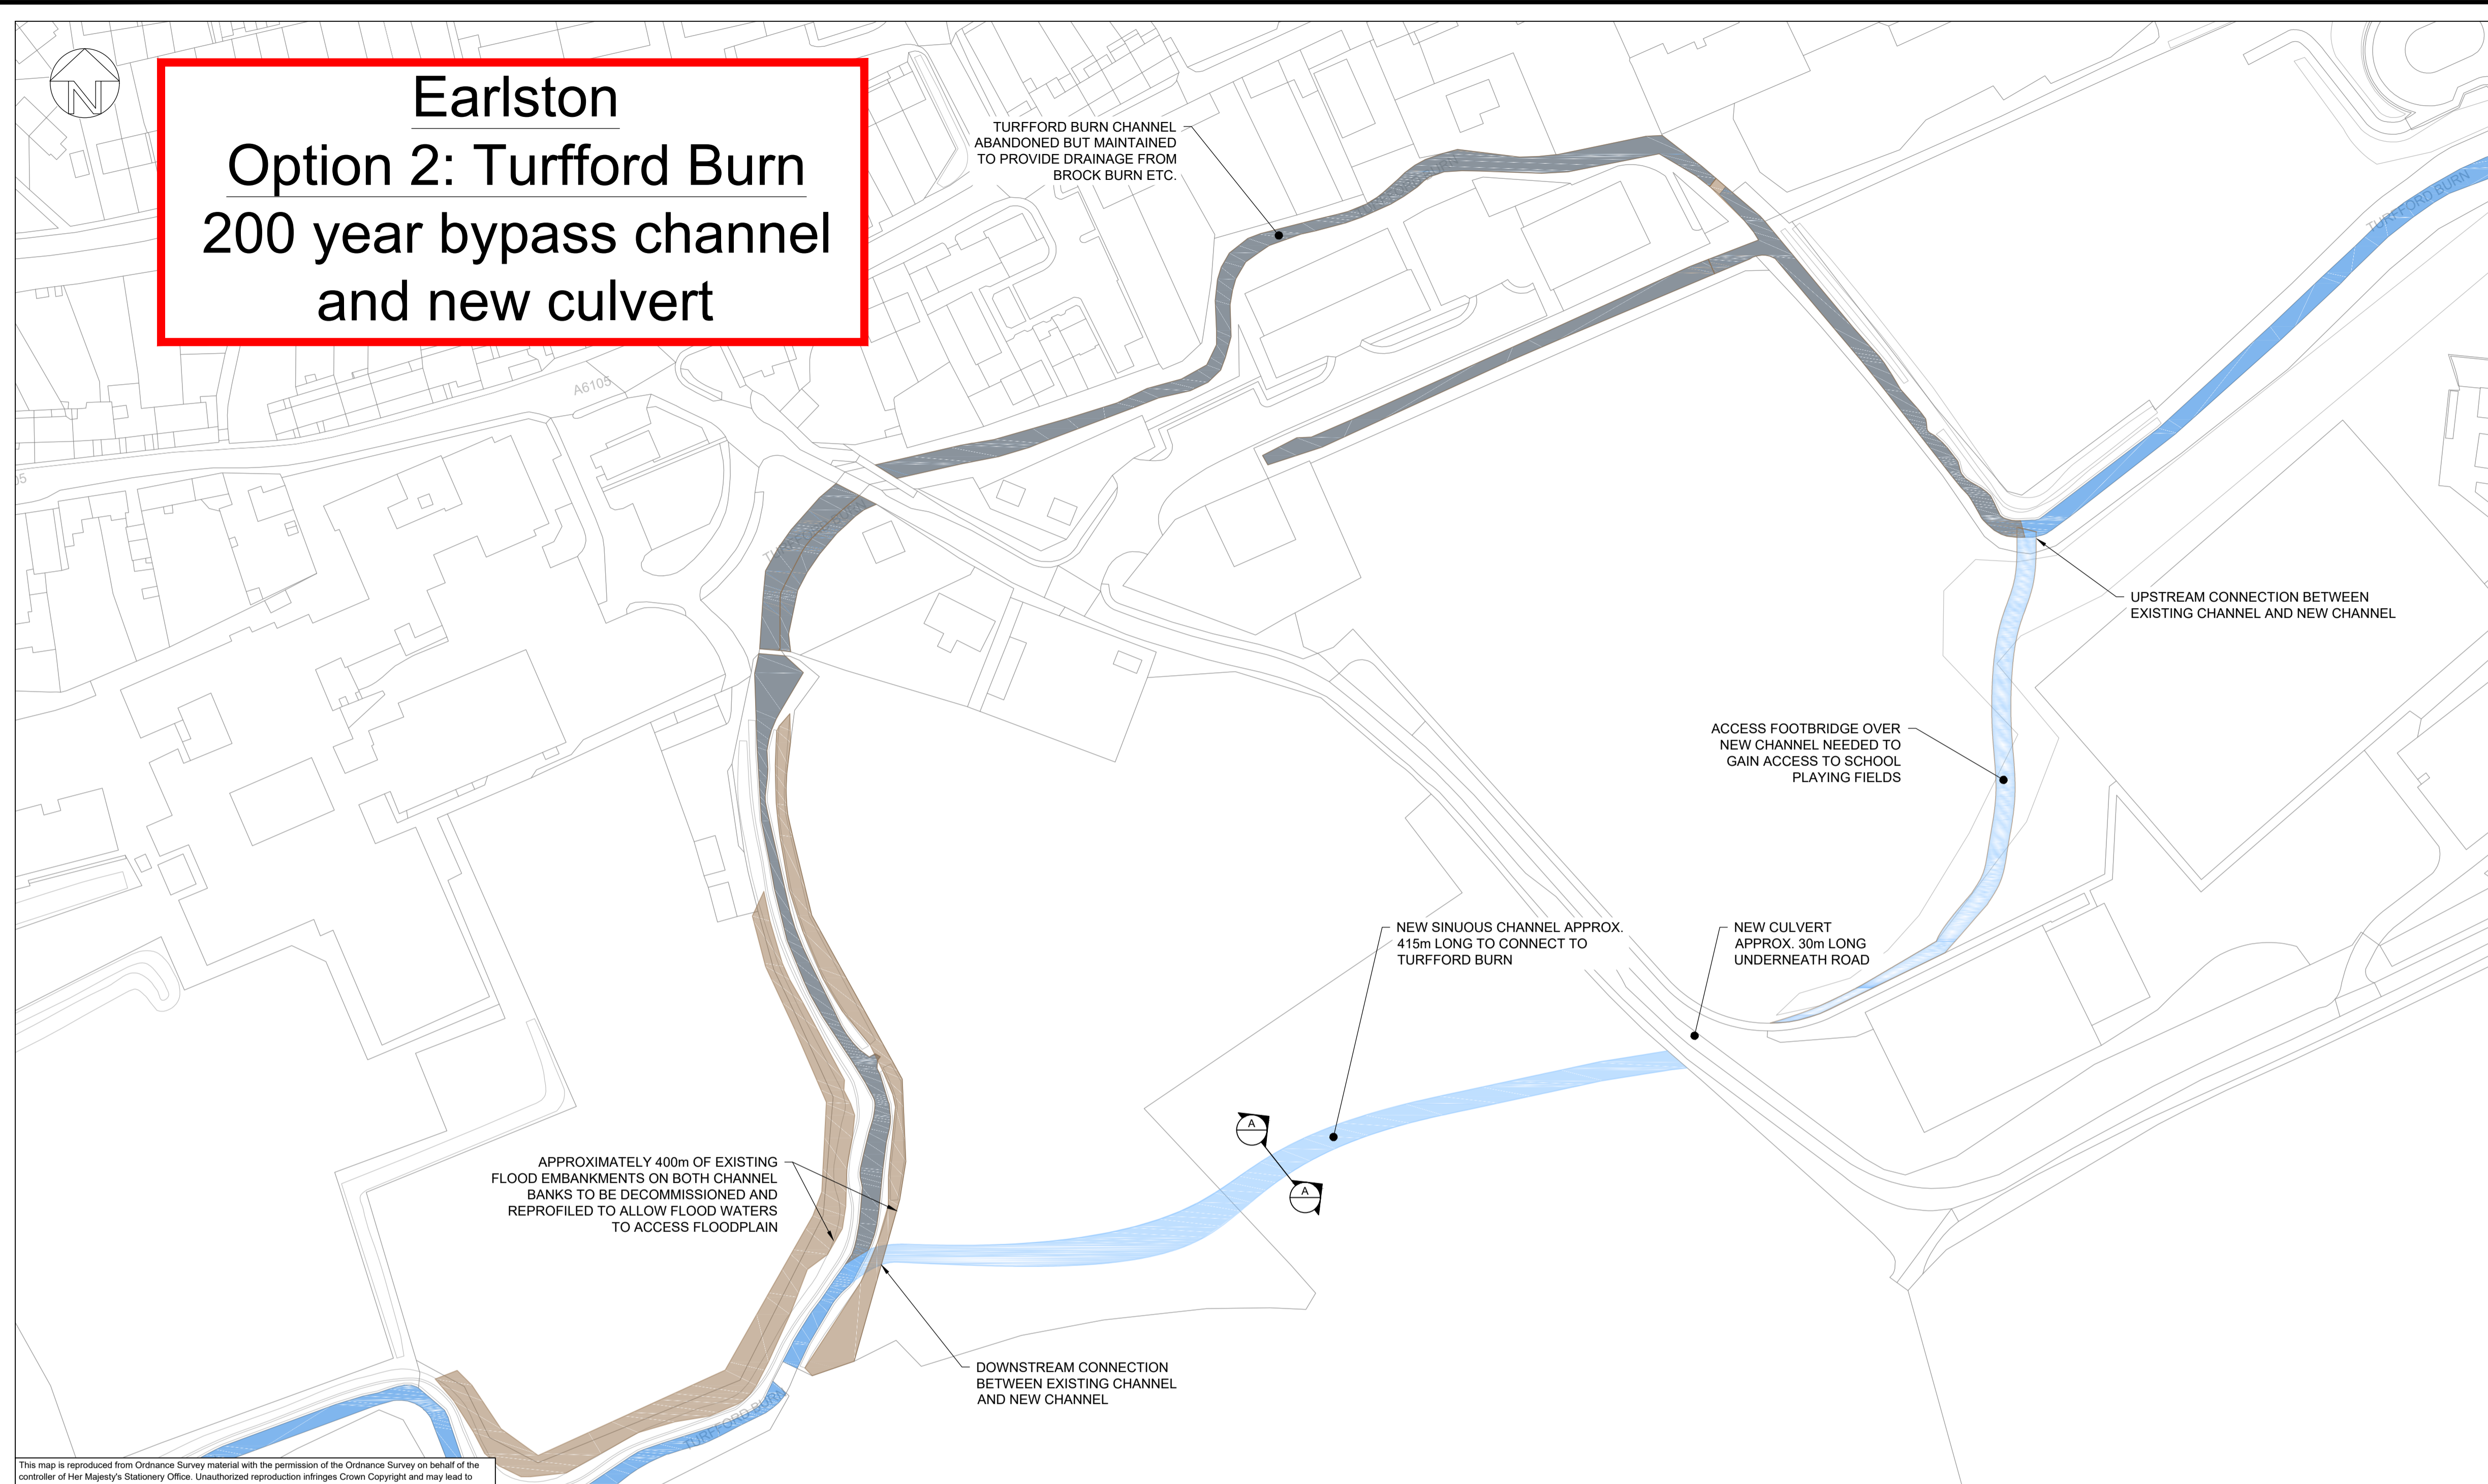 N
Earlston
Option 2: Turfford Burn
200 year bypass channel
and new culvert
TURFFORD BURN CHANNEL
ABANDONED BUT MAINTAINED
TO PROVIDE DRAINAGE FROM
BROCK BURN ETC.
TURFFORD BURN
A6105
UPSTREAM CONNECTION BETWEEN
EXISTING CHANNEL AND NEW CHANNEL
ACCESS FOOTBRIDGE OVER
NEW CHANNEL NEEDED TO
GAIN ACCESS TO SCHOOL
PLAYING FIELDS
NEW SINUOUS CHANNEL APPROX.
415m LONG TO CONNECT TO
TURFFORD BURN
NEW CULVERT
APPROX. 30m LONG
UNDERNEATH ROAD
A
A
APPROXIMATELY 400m OF EXISTING
FLOOD EMBANKMENTS ON BOTH CHANNEL
BANKS TO BE DECOMMISSIONED AND
REPROFILED TO ALLOW FLOOD WATERS
TO ACCESS FLOODPLAIN
DOWNSTREAM CONNECTION
BETWEEN EXISTING CHANNEL
AND NEW CHANNEL
TURFFORD BURN
This map is reproduced from Ordnance Survey material with the permission of the Ordnance Survey on behalf of the
controller of Her Majesty's Stationery Office. Unauthorized reproduction infringes Crown Copyright and may lead to